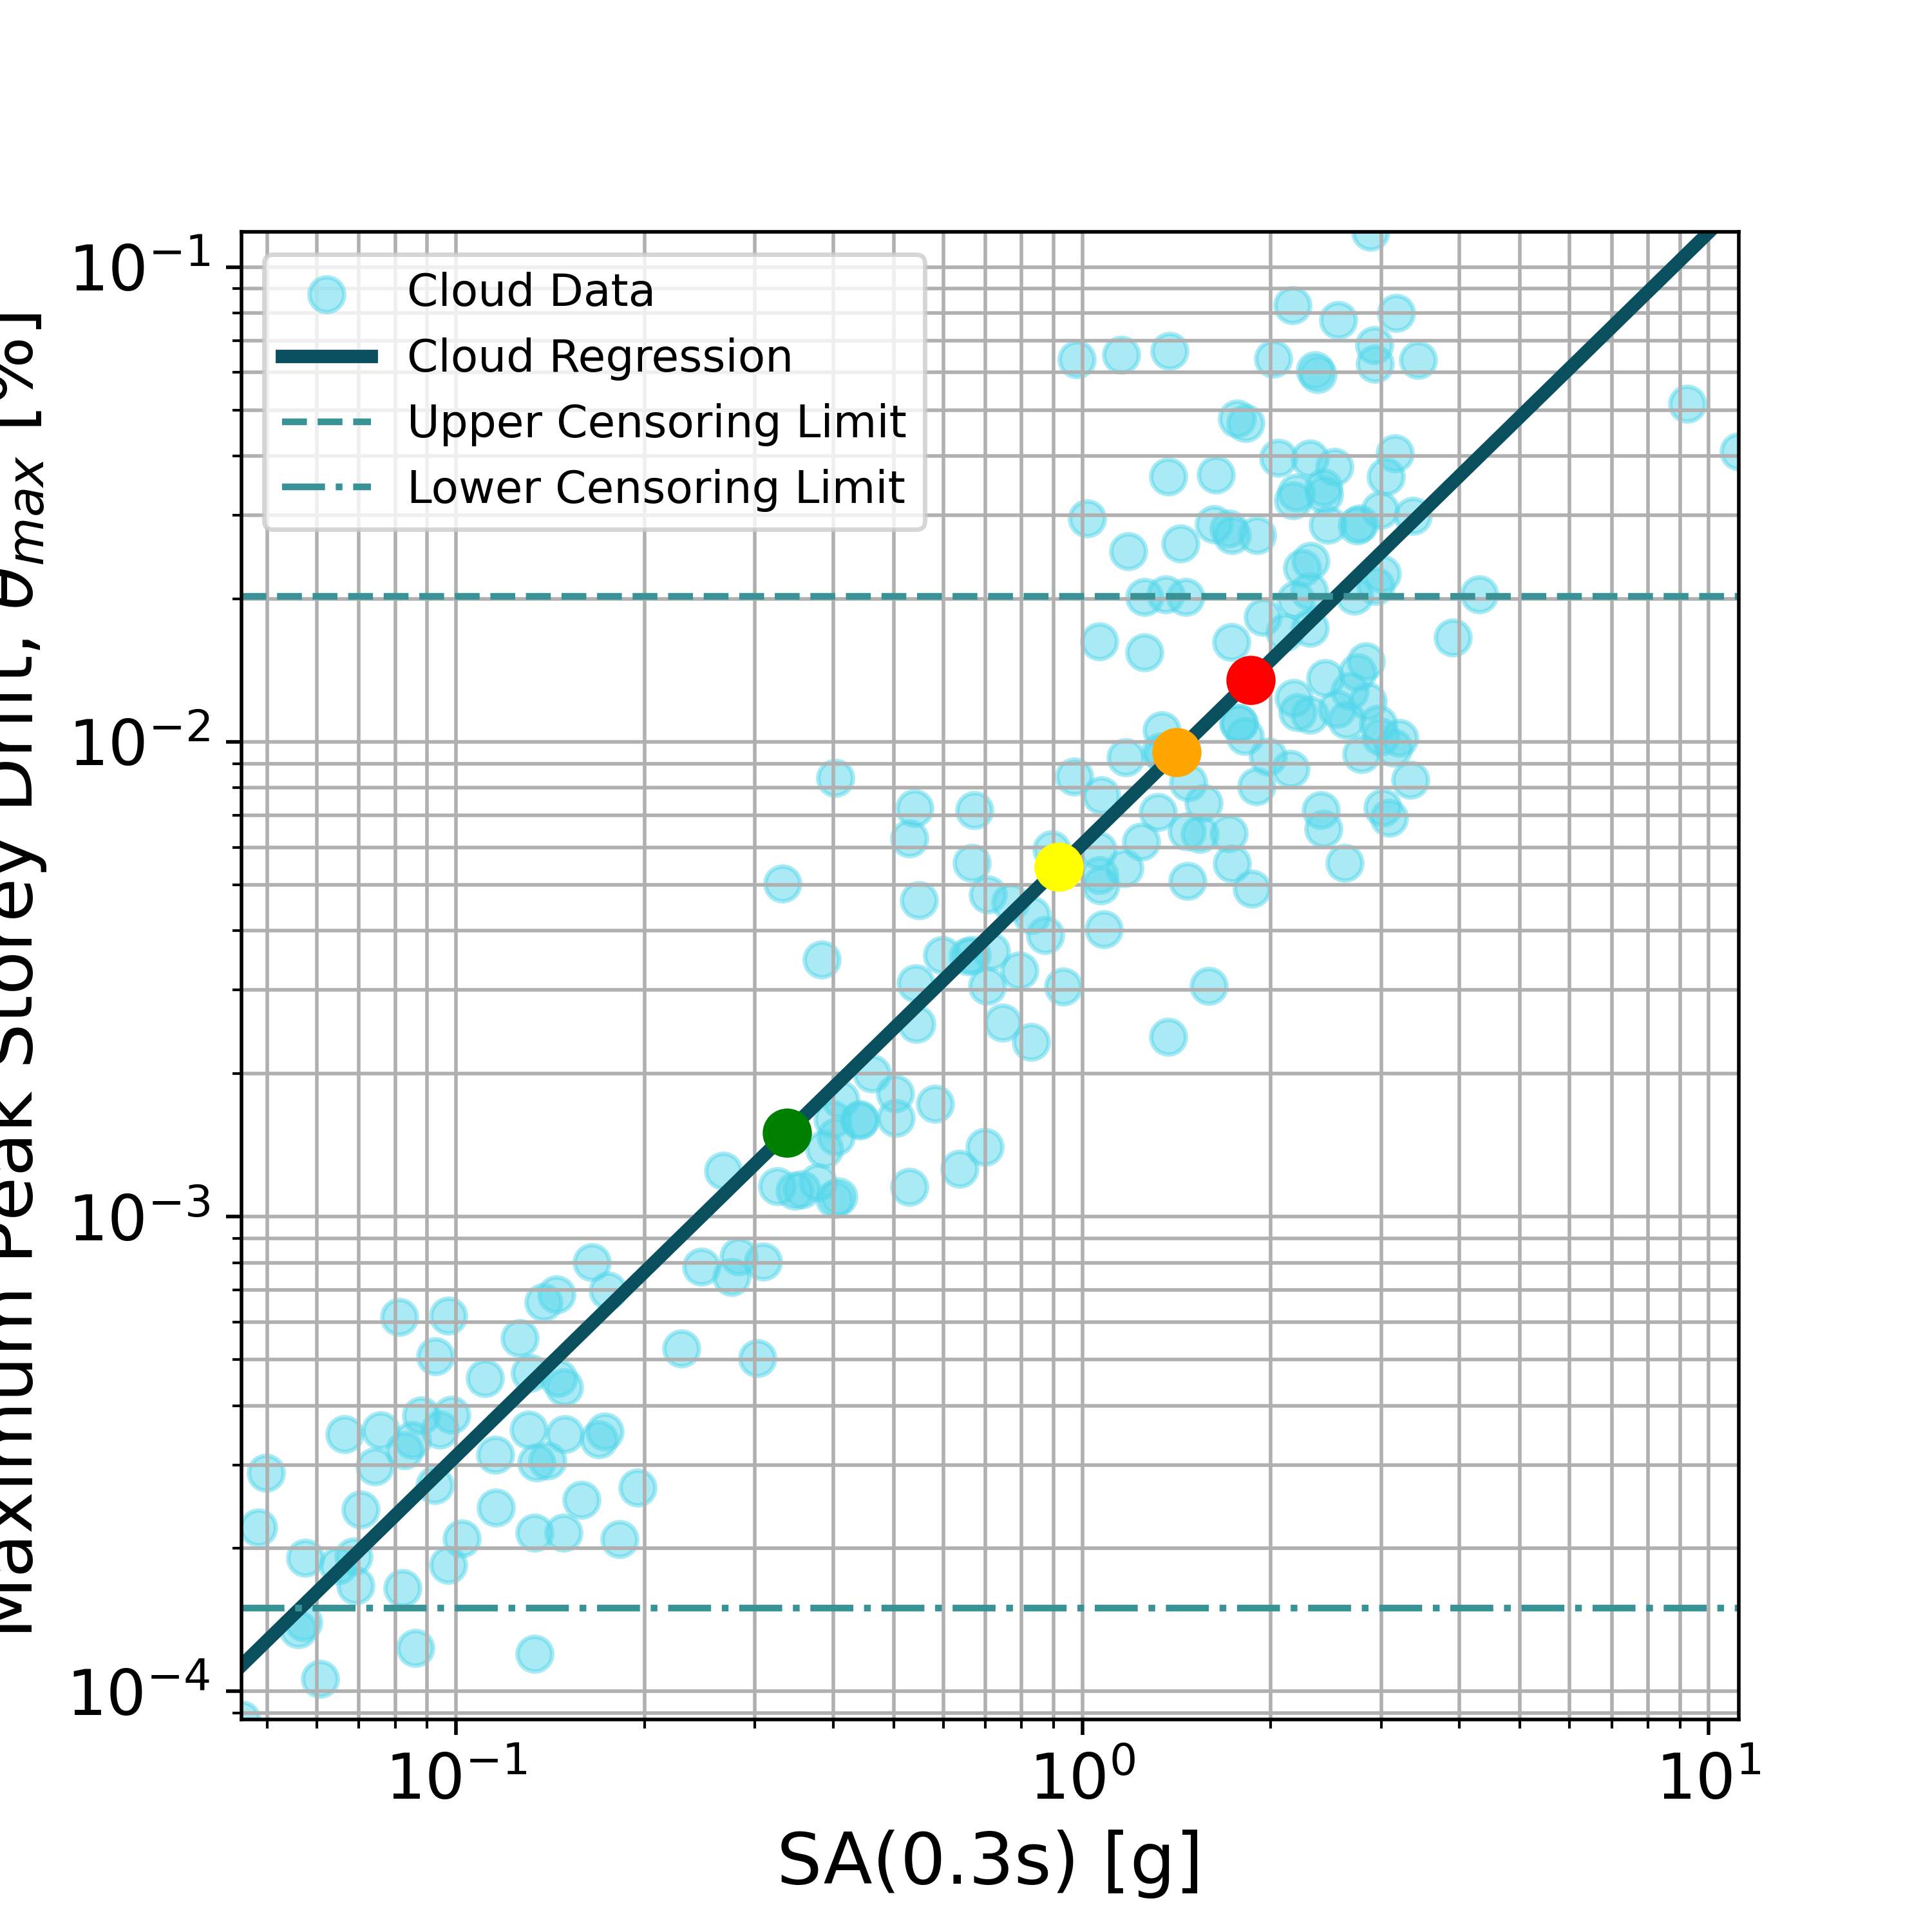 Maximum Peak Storey Drift, θmax [%]
10⁻¹
10⁻²
10⁻³
10⁻⁴
Cloud Data
Cloud Regression
Upper Censoring Limit
Lower Censoring Limit
10⁻¹
10⁰
10¹
SA(0.3s) [g]